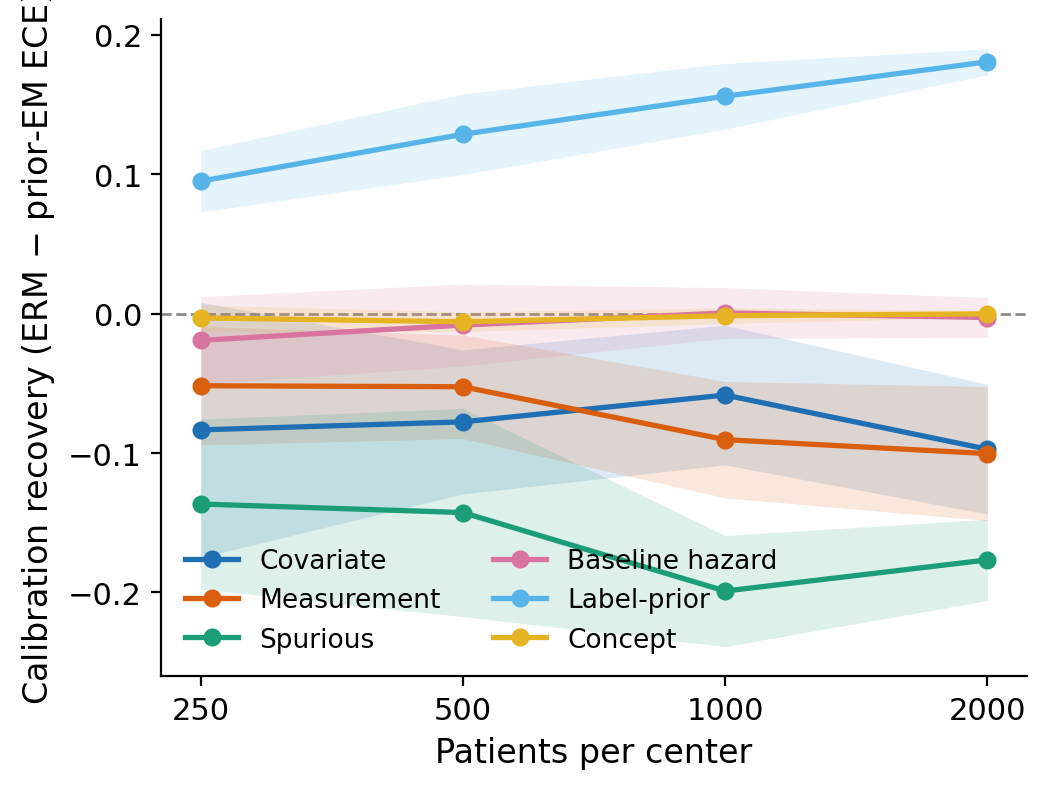 Calibration recovery (ERM − prior-EM ECE)
0.2
0.1
0.0
−0.1
−0.2
Covariate
Measurement
Spurious
Baseline hazard
Label-prior
Concept
250 500 1000 2000
Patients per center